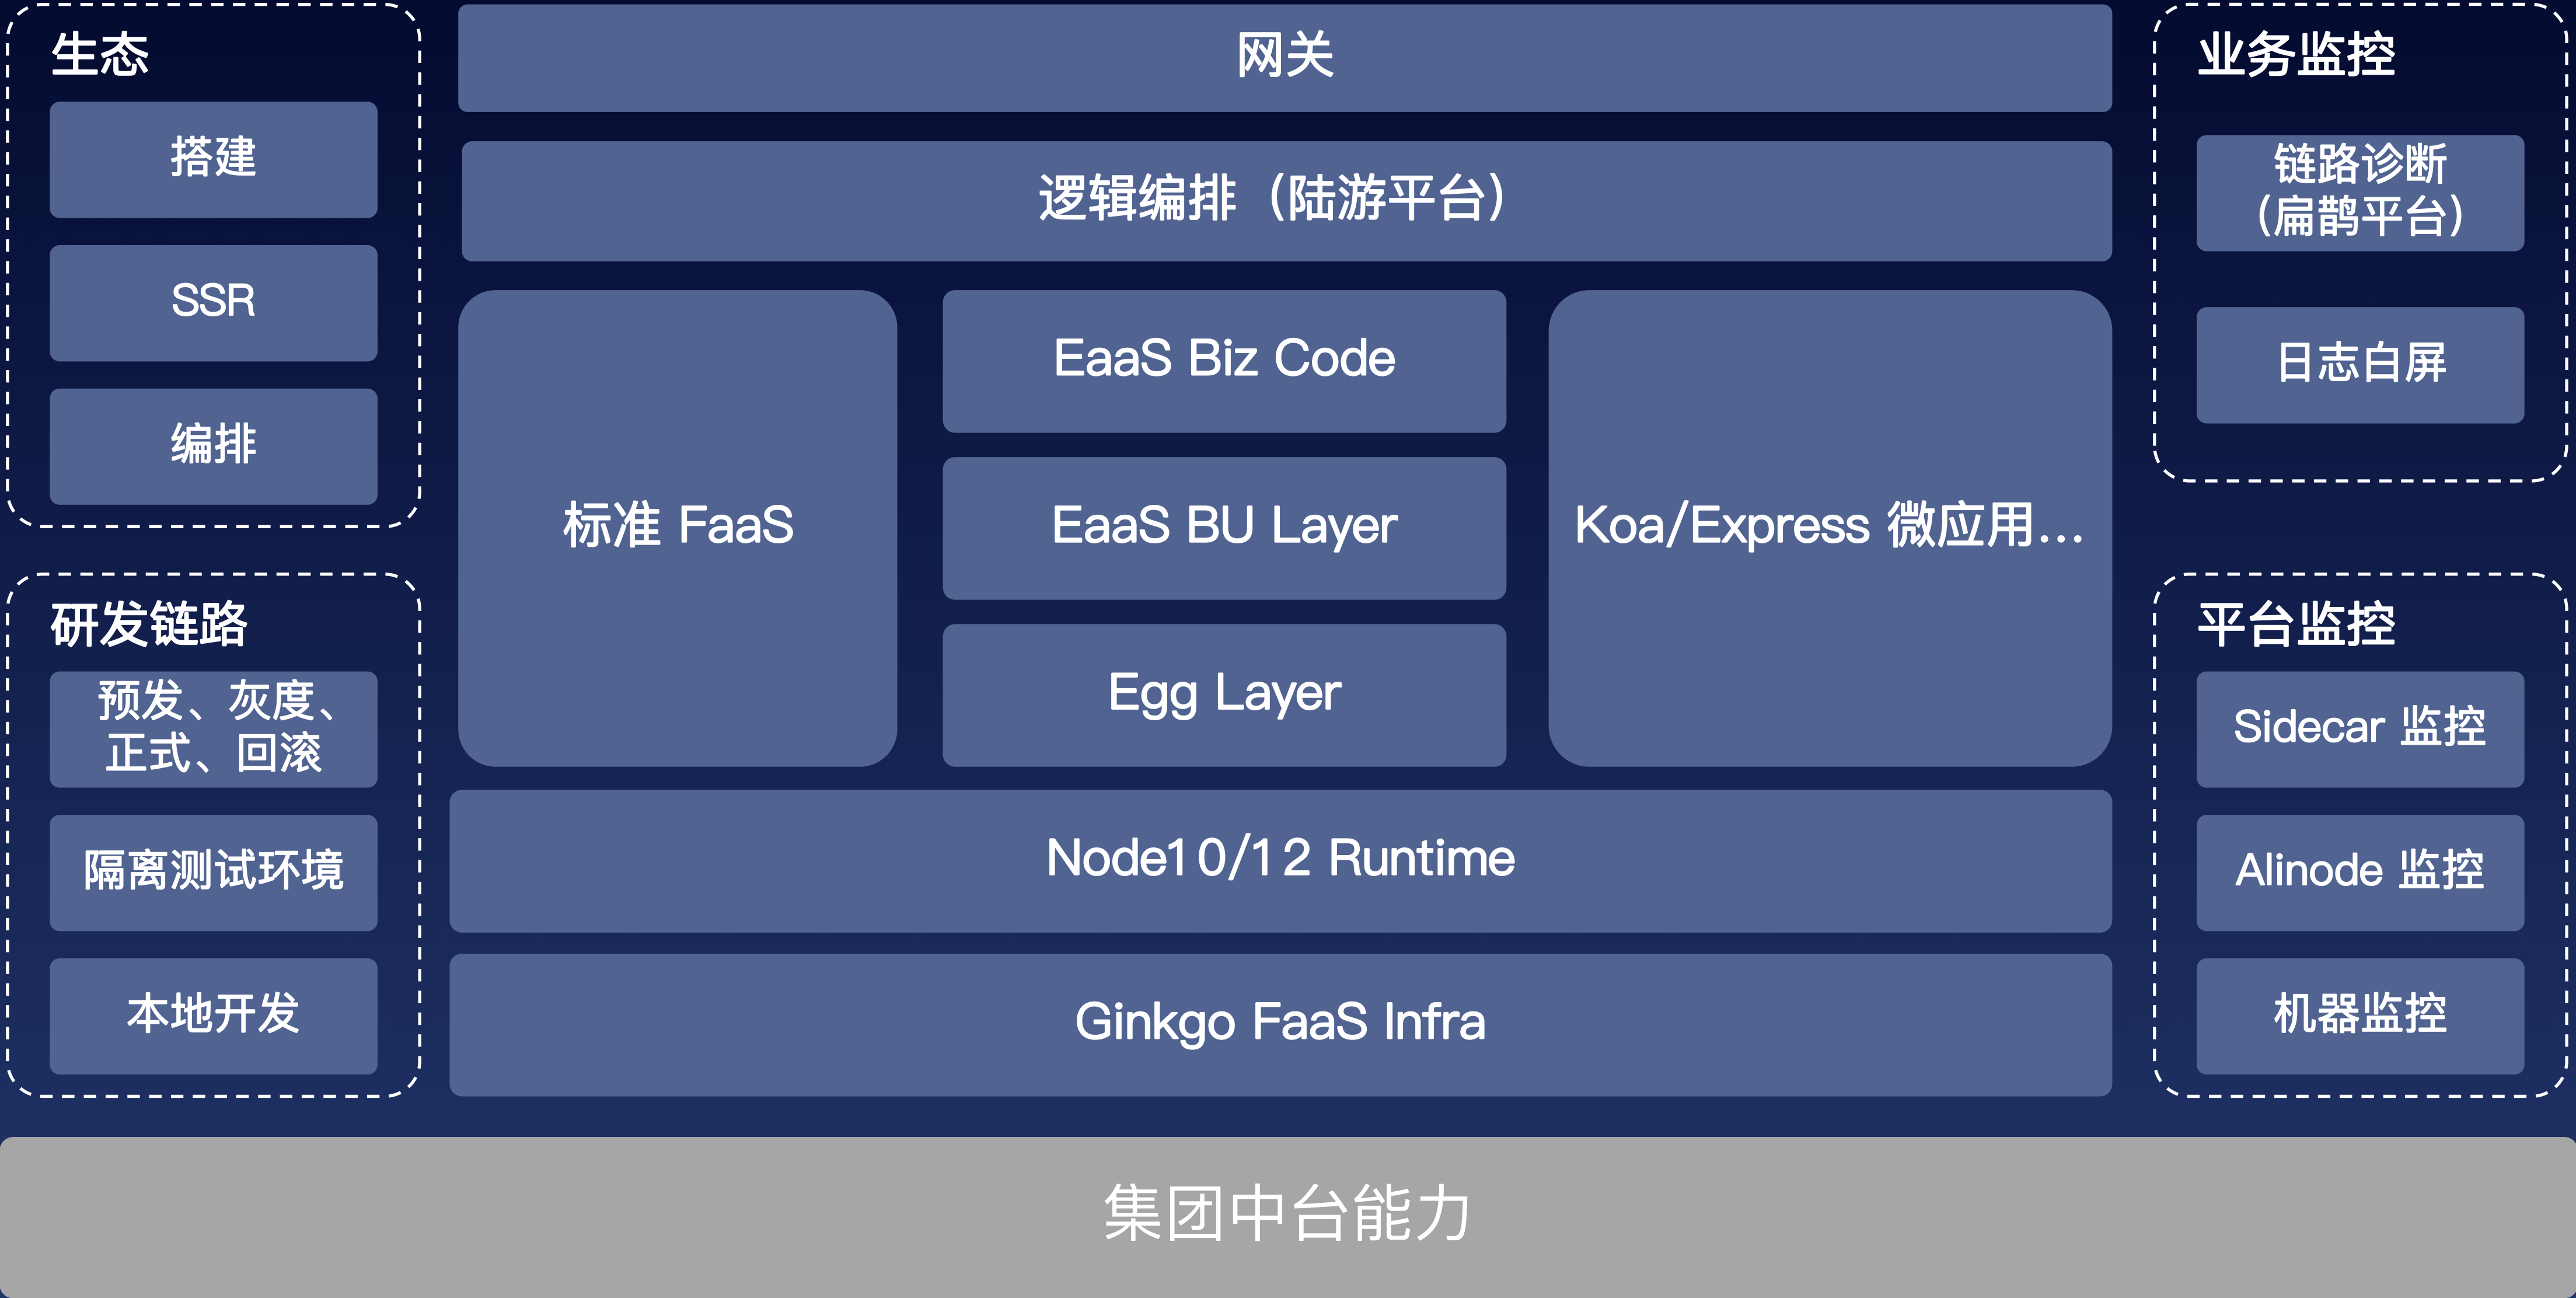 生态
搭建
SSR
编排
研发链路
预发、灰度、
正式、回滚
隔离测试环境
本地开发
网关
逻辑编排（陆游平台）
标准 FaaS
EaaS Biz Code
EaaS BU Layer
Egg Layer
Koa/Express 微应用...
Node10/12 Runtime
Ginkgo FaaS Infra
业务监控
链路诊断
(扁鹊平台)
日志白屏
平台监控
Sidecar 监控
Alinode 监控
机器监控
集团中台能力